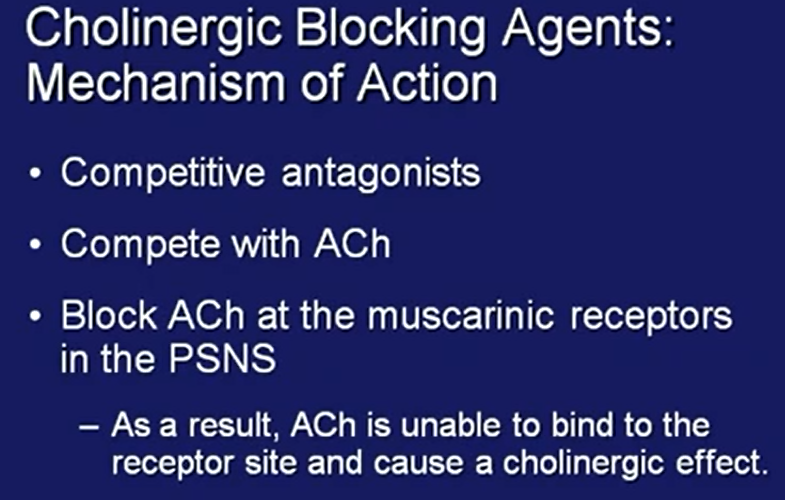 Cholinergic Blocking Agents:
Mechanism of Action
• Competitive antagonists
• Compete with ACh
• Block ACh at the muscarinic receptors
in the PSNS
– As a result, ACh is unable to bind to the
receptor site and cause a cholinergic effect.